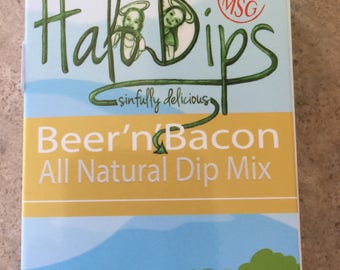 MSG
Halo Dips
sinfully delicious
Beer'n'Bacon
All Natural Dip Mix